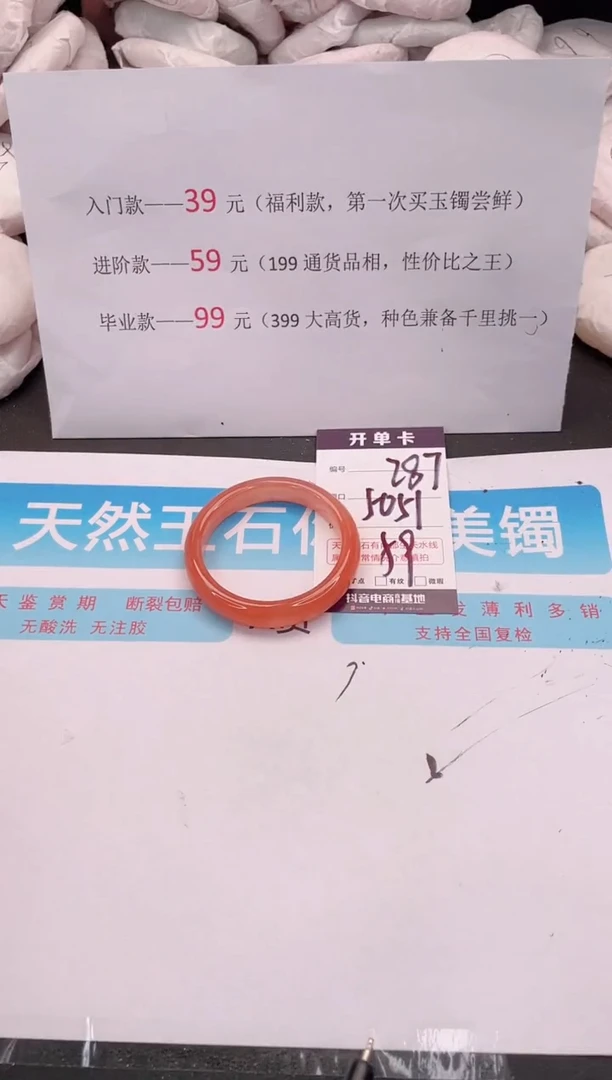 入门款——39 元（福利款，第一次买玉镯尝鲜）
进阶款——59 元（199 通货品相，性价比之王）
毕业款——99 元（399 大高货，种色兼备千里挑一）
开单卡
编号 287
口 5051
59
有纹 微瑕
抖音电商 基地
天然玉石 美镯
天鉴赏期 断裂包赔
无酸洗 无注胶
发 薄利多销
支持全国复检